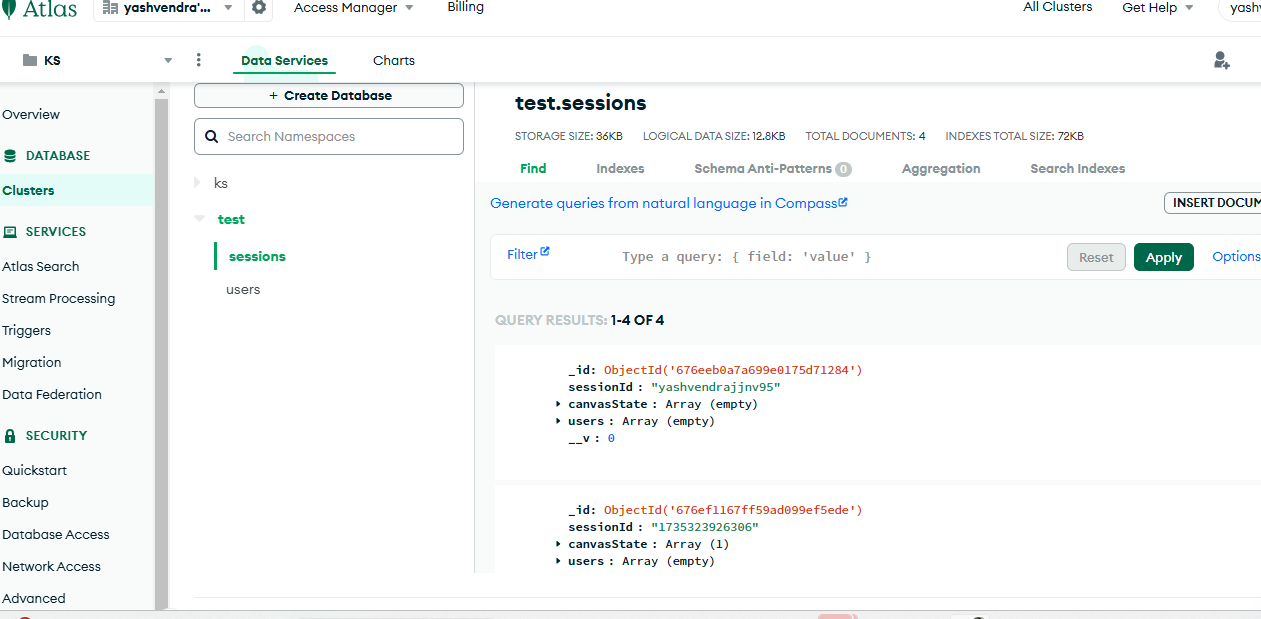 Atlas
yashvendra'...
Access Manager
Billing
All Clusters
Get Help
yash
KS
Data Services
Charts
Overview
DATABASE
Clusters
SERVICES
Atlas Search
Stream Processing
Triggers
Migration
Data Federation
SECURITY
Quickstart
Backup
Database Access
Network Access
Advanced
+ Create Database
Search Namespaces
ks
test
sessions
users
test.sessions
STORAGE SIZE: 36KB LOGICAL DATA SIZE: 12.8KB TOTAL DOCUMENTS: 4 INDEXES TOTAL SIZE: 72KB
Find Indexes Schema Anti-Patterns 0 Aggregation Search Indexes
Generate queries from natural language in Compass
INSERT DOCUM
Filter
Type a query: { field: 'value' }
Reset
Apply
Options
QUERY RESULTS: 1-4 OF 4
_id: ObjectId('676eeb0a7a699e0175d71284')
sessionId : "yashvendrajjnv95"
canvasState : Array (empty)
users : Array (empty)
__v : 0
_id: ObjectId('676ef1167ff59ad099ef5ede')
sessionId : "1735323926306"
canvasState : Array (1)
users : Array (empty)